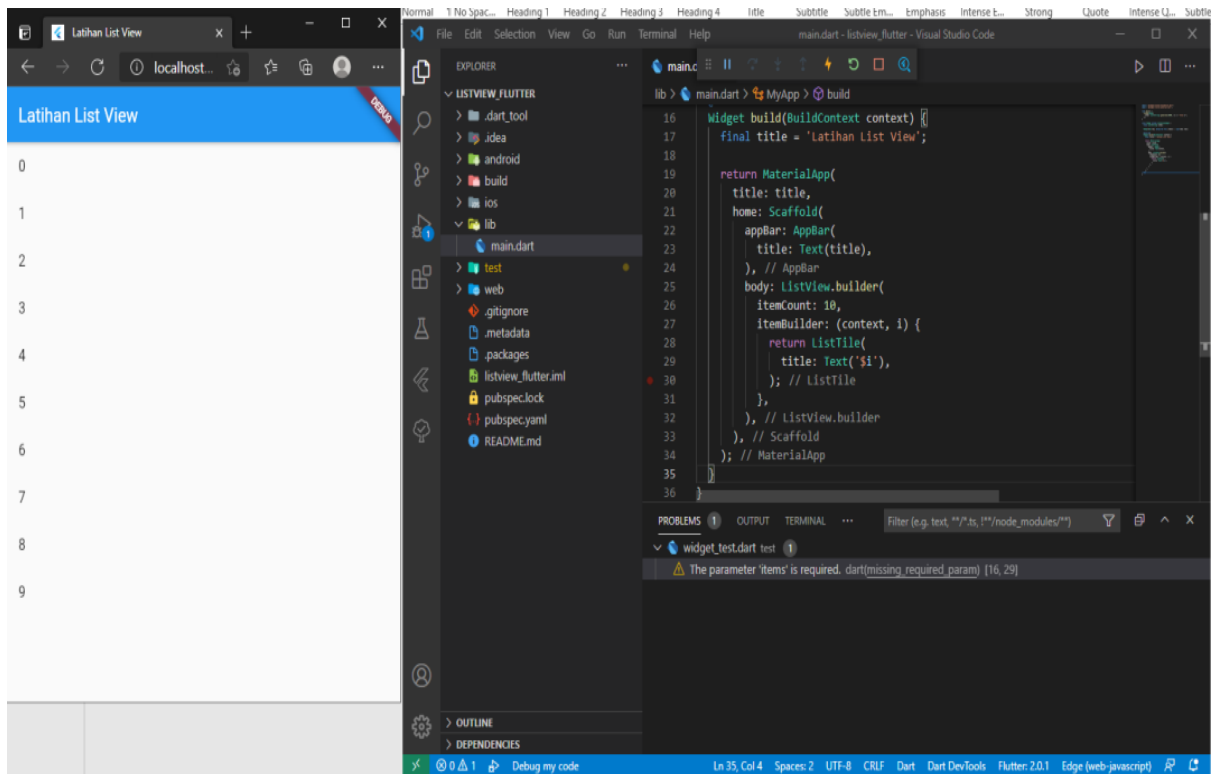 Normal 1 No Spac... Heading 1 Heading 2 Heading 3 Heading 4 Title Subtitle Subtle Em... Emphasis Intense E... Strong Quote Intense Q... Subtle
Latihan List View
localhost...
Latihan List View
DEBUG
0
1
2
3
4
5
6
7
8
9
File Edit Selection View Go Run Terminal Help
main.dart - listview_flutter - Visual Studio Code
EXPLORER
LISTVIEW_FLUTTER
.dart_tool
.idea
android
build
ios
lib
main.dart
test
web
.gitignore
.metadata
.packages
listview_flutter.iml
pubspec.lock
pubspec.yaml
README.md
OUTLINE
DEPENDENCIES
1
main.c
lib > main.dart > MyApp > build
16 Widget build(BuildContext context) {
17 final title = 'Latihan List View';
18
19 return MaterialApp(
20 title: title,
21 home: Scaffold(
22 appBar: AppBar(
23 title: Text(title),
24 ), // AppBar
25 body: ListView.builder(
26 itemCount: 10,
27 itemBuilder: (context, i) {
28 return ListTile(
29 title: Text('$i'),
30 ); // ListTile
31 },
32 ), // ListView.builder
33 ), // Scaffold
34 ); // MaterialApp
35 }
36 }
PROBLEMS 1 OUTPUT TERMINAL ... Filter (e.g. text, **/*.ts, !**/node_modules/**)
widget_test.dart test 1
The parameter 'items' is required. dart(missing_required_param) [16, 29]
0 1 Debug my code Ln 35, Col 4 Spaces: 2 UTF-8 CRLF Dart Dart DevTools Flutter: 2.0.1 Edge (web-javascript)